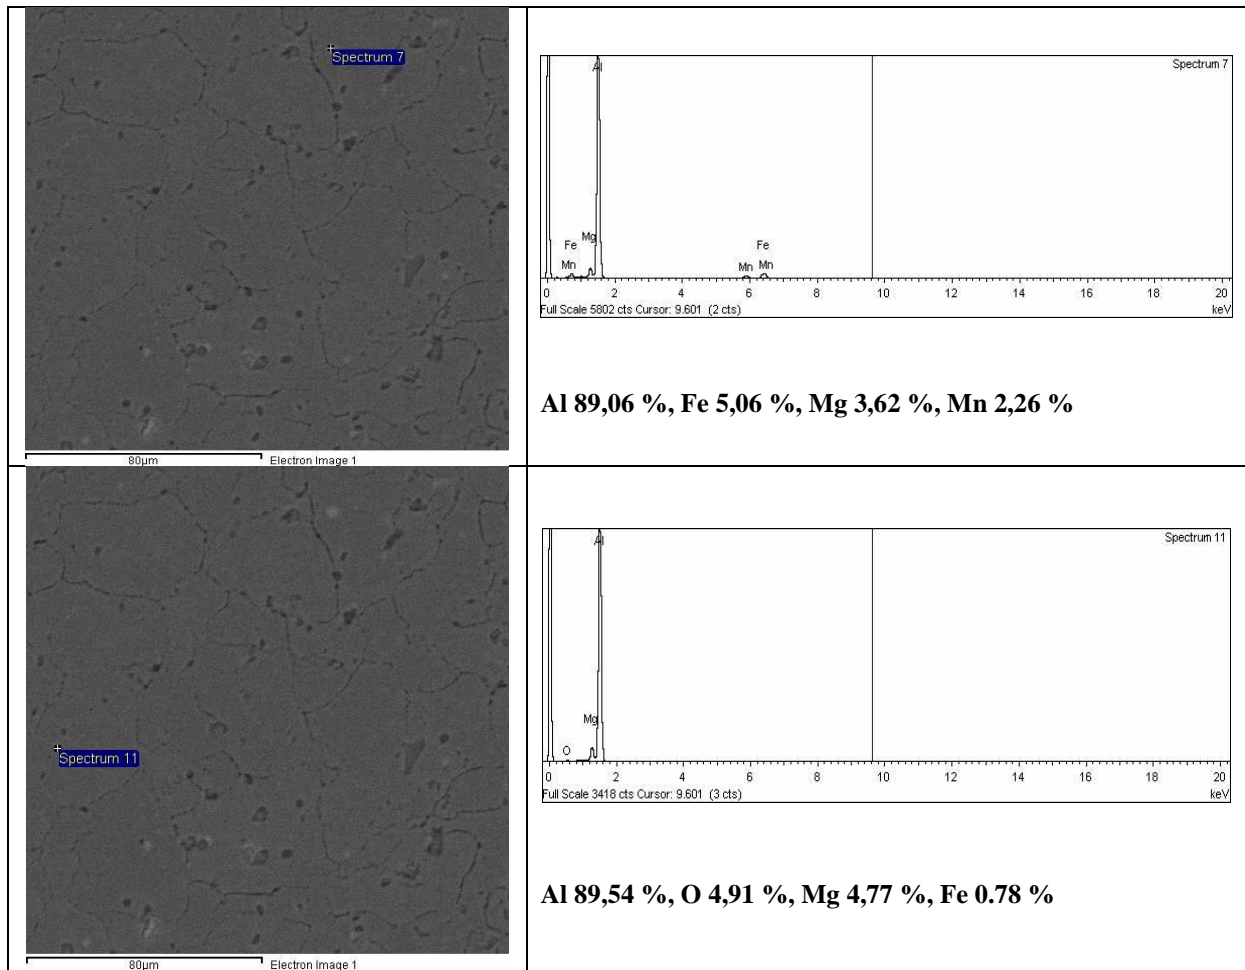 Spectrum 7
80µm Electron Image 1
Spectrum 7
Al
Mg
Fe Fe
Mn Mn Mn
0 2 4 6 8 10 12 14 16 18 20
Full Scale 5802 cts Cursor: 9.601 (2 cts) keV
Al 89,06 %, Fe 5,06 %, Mg 3,62 %, Mn 2,26 %
Spectrum 11
80µm Electron Image 1
Spectrum 11
Al
Mg
O
0 2 4 6 8 10 12 14 16 18 20
Full Scale 3418 cts Cursor: 9.601 (3 cts) keV
Al 89,54 %, O 4,91 %, Mg 4,77 %, Fe 0.78 %